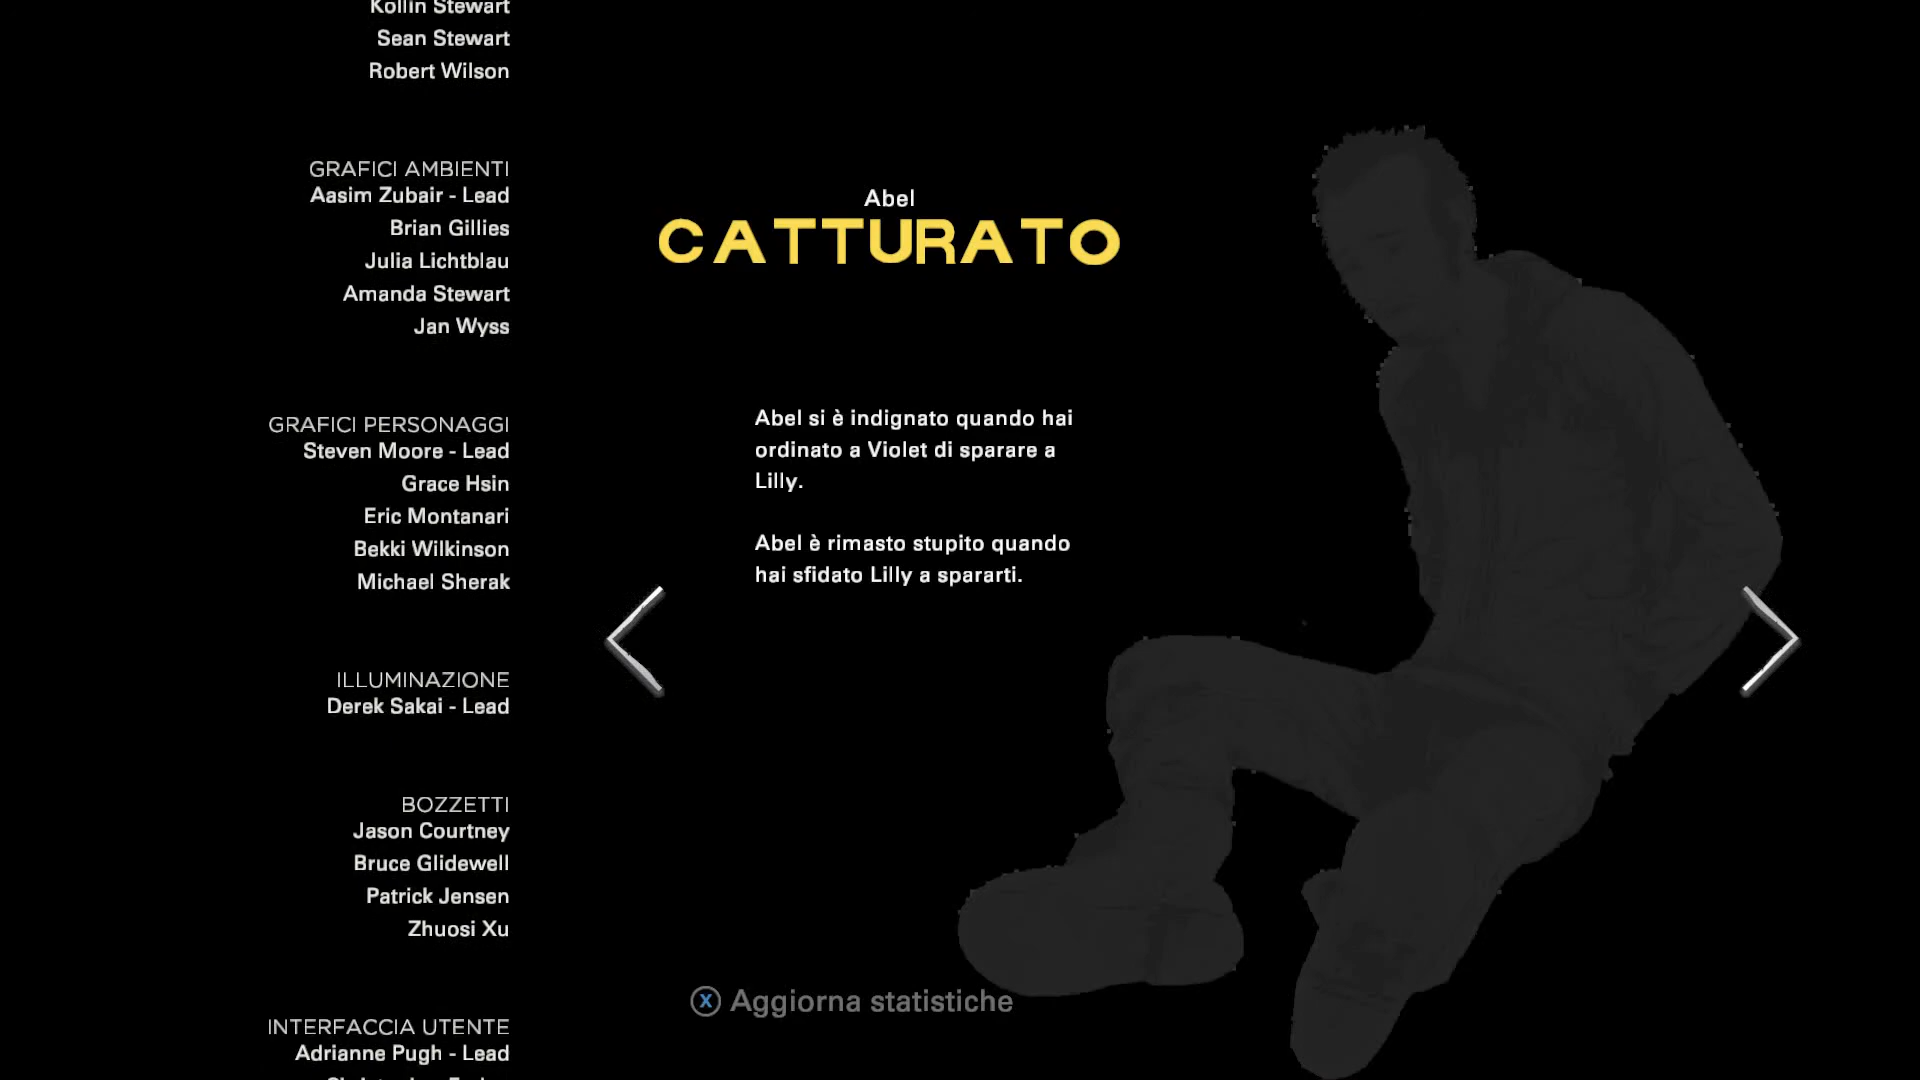 Kollin Stewart
Sean Stewart
Robert Wilson
GRAFICI AMBIENTI
Aasim Zubair - Lead
Brian Gillies
Julia Lichtblau
Amanda Stewart
Jan Wyss
GRAFICI PERSONAGGI
Steven Moore - Lead
Grace Hsin
Eric Montanari
Bekki Wilkinson
Michael Sherak
ILLUMINAZIONE
Derek Sakai - Lead
BOZZETTI
Jason Courtney
Bruce Glidewell
Patrick Jensen
Zhuosi Xu
INTERFACCIA UTENTE
Adrianne Pugh - Lead
Abel
CATTURATO
Abel si è indignato quando hai
ordinato a Violet di sparare a
Lilly.
Abel è rimasto stupito quando
hai sfidato Lilly a spararti.
X Aggiorna statistiche